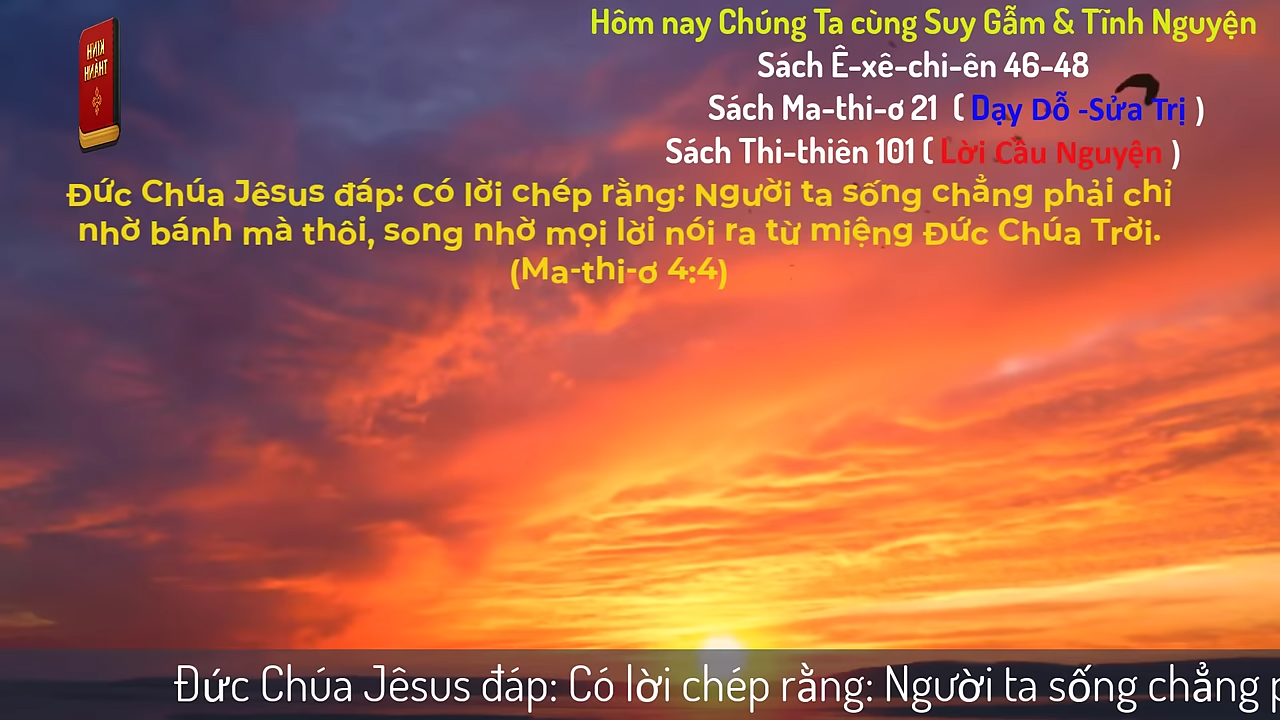 Hôm nay Chúng Ta cùng Suy Gẫm & Tĩnh Nguyện
Sách Ê-xê-chi-ên 46-48
Sách Ma-thi-ơ 21 ( Dạy Dỗ -Sửa Trị )
Sách Thi-thiên 101 ( Lời Cầu Nguyện )
KINH
THÁNH
Đức Chúa Jêsus đáp: Có lời chép rằng: Người ta sống chẳng phải chỉ
nhờ bánh mà thôi, song nhờ mọi lời nói ra từ miệng Đức Chúa Trời.
(Ma-thi-ơ 4:4)
Đức Chúa Jêsus đáp: Có lời chép rằng: Người ta sống chẳng